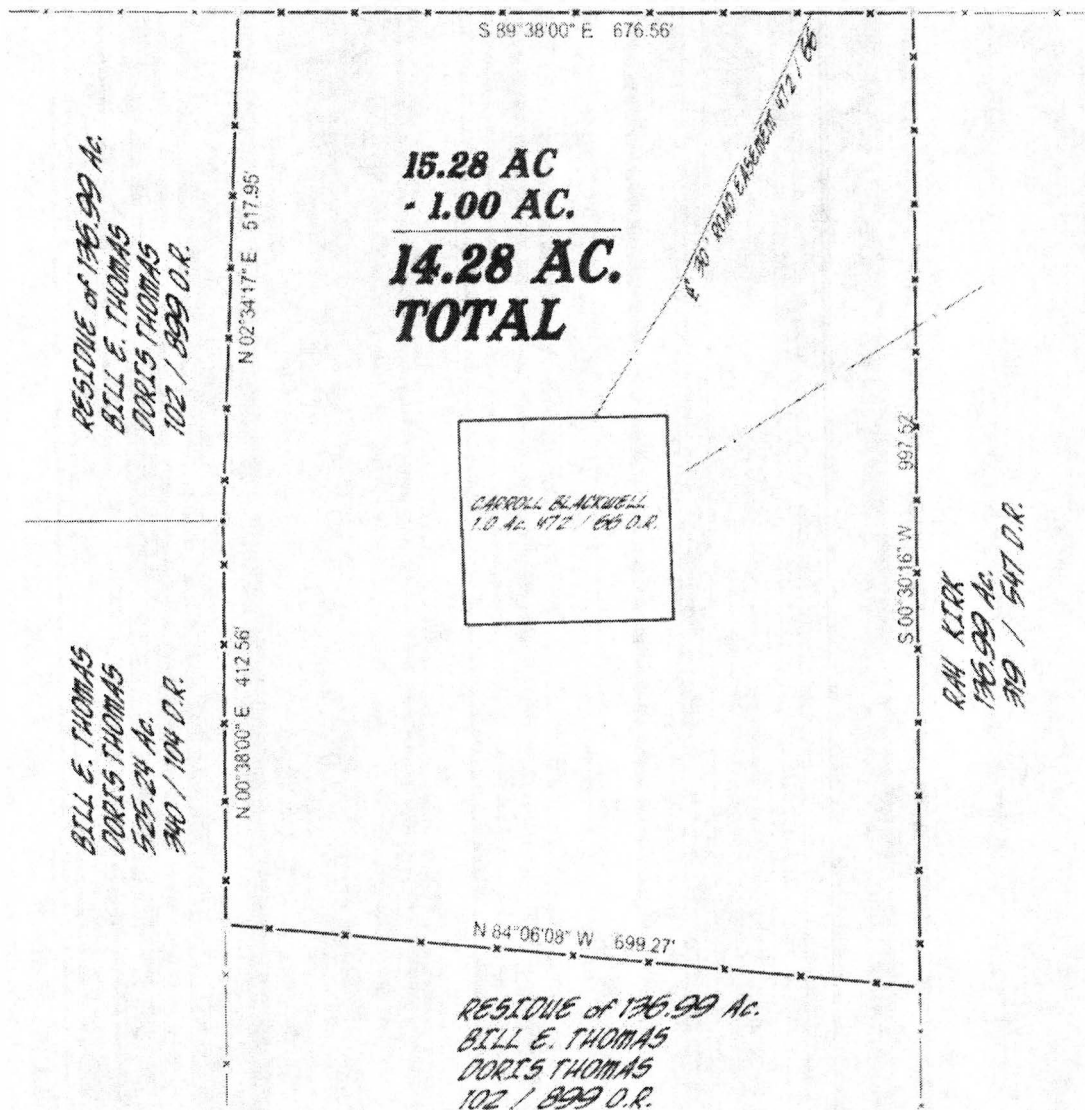 S 89°38'00" E 676.56'
15.28 AC
- 1.00 AC.
14.28 AC.
TOTAL
RESIDUE of 136.99 Ac.
BILL E. THOMAS
DORIS THOMAS
102 / 899 O.R.
N 02°34'17" E 517.95'
30' ROAD EASEMENT 472 / 66
CARROLL BLACKWELL
1.0 Ac. 472 / 66 O.R.
S 00°30'16" W 997.52'
RAY KIRK
136.99 Ac.
319 / 547 O.R.
BILL E. THOMAS
DORIS THOMAS
525.24 Ac.
340 / 104 O.R.
N 00°38'00" E 412.56'
N 84°06'08" W 699.27'
RESIDUE of 136.99 Ac.
BILL E. THOMAS
DORIS THOMAS
102 / 899 O.R.